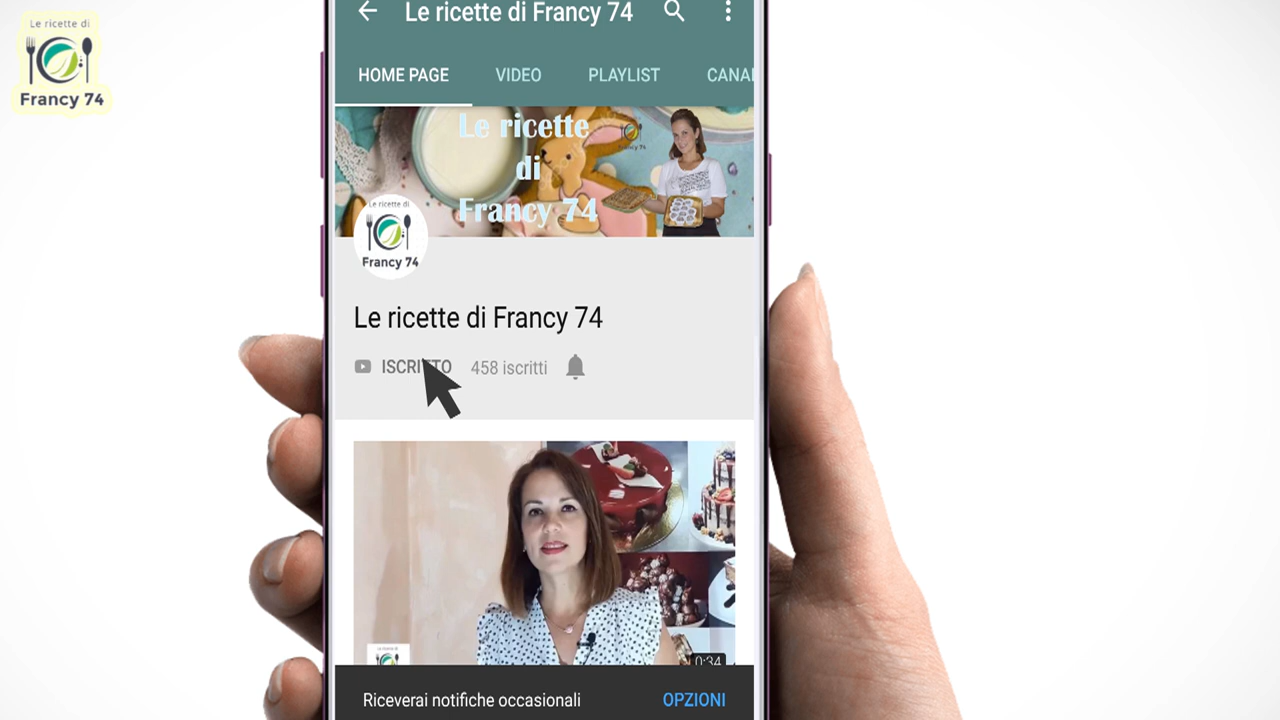 Le ricette di
Francy 74
Le ricette di Francy 74
HOME PAGE VIDEO PLAYLIST CANAL
Le ricette
di
Francy 74
Le ricette di
Francy 74
Le ricette di Francy 74
ISCRITTO 458 iscritti
0:34
Riceverai notifiche occasionali OPZIONI